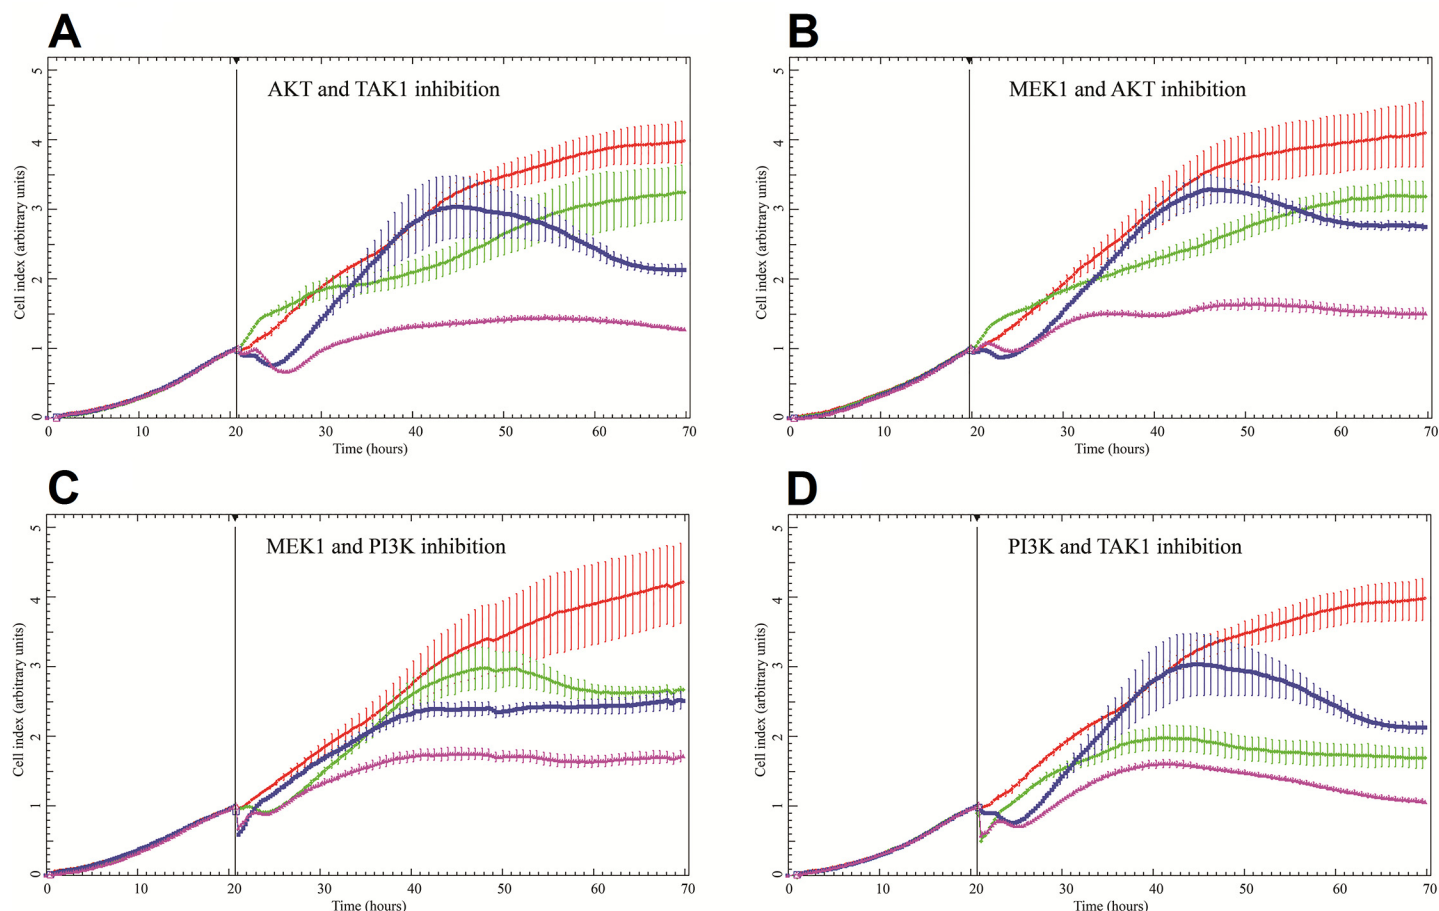 A
B
AKT and TAK1 inhibition
MEK1 and AKT inhibition
Cell index (arbitrary units)
5
4
3
2
1
0
0 10 20 30 40 50 60 70
Time (hours)
Cell index (arbitrary units)
5
4
3
2
1
0
0 10 20 30 40 50 60 70
Time (hours)
C
D
MEK1 and PI3K inhibition
PI3K and TAK1 inhibition
Cell index (arbitrary units)
5
4
3
2
1
0
0 10 20 30 40 50 60 70
Time (hours)
Cell index (arbitrary units)
5
4
3
2
1
0
0 10 20 30 40 50 60 70
Time (hours)